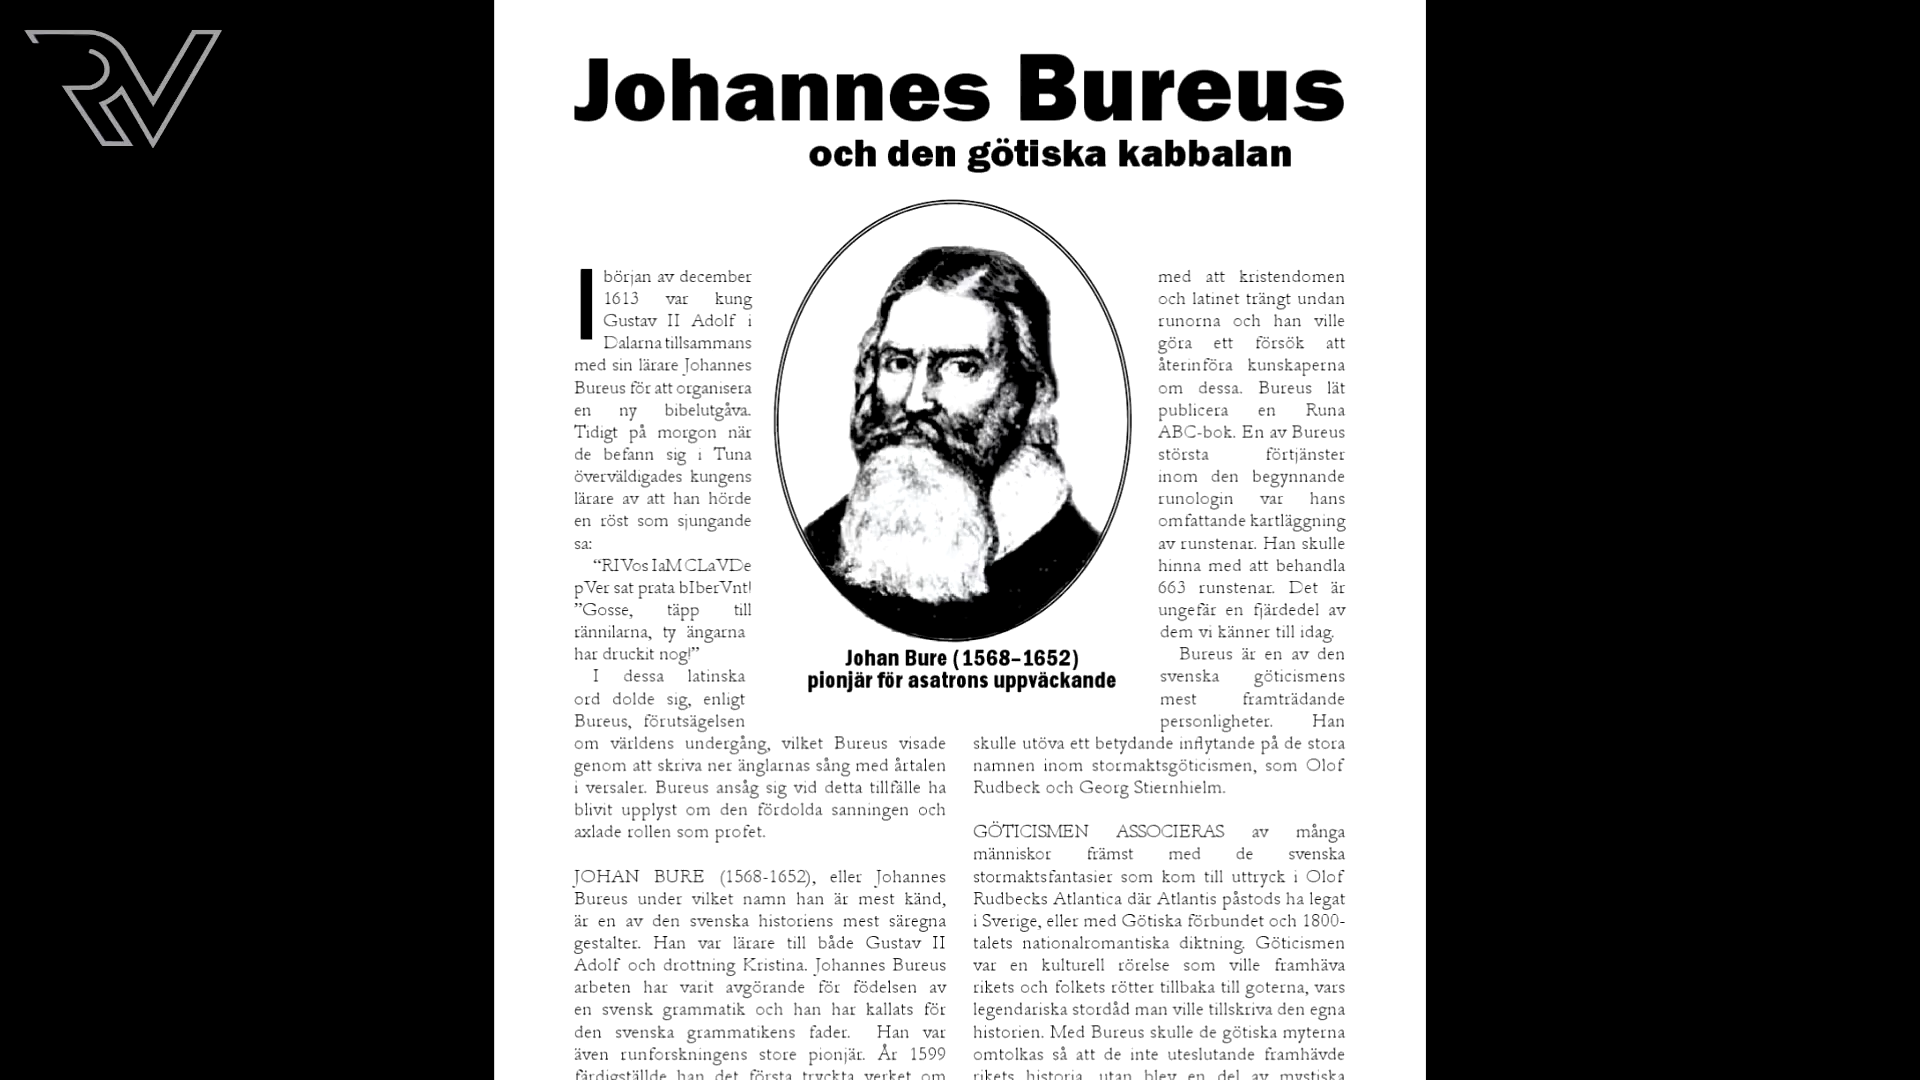 RV
Johannes Bureus
och den götiska kabbalan
I början av december
1613 var kung
Gustav II Adolf i
Dalarna tillsammans
med sin lärare Johannes
Bureus för att organisera
en ny bibelutgåva.
Tidigt på morgon när
de befann sig i Tuna
överväldigades kungens
lärare av att han hörde
en röst som sjungande
sa:
“RIVos IaM CLaVDe
pVer sat prata bIberVnt!
”Gosse, täpp till
rännilarna, ty ängarna
har druckit nog!”
I dessa latinska
ord dolde sig, enligt
Bureus, förutsägelsen
om världens undergång, vilket Bureus visade
genom att skriva ner änglarnas sång med årtalen
i versaler. Bureus ansåg sig vid detta tillfälle ha
blivit upplyst om den fördolda sanningen och
axlade rollen som profet.
JOHAN BURE (1568-1652), eller Johannes
Bureus under vilket namn han är mest känd,
är en av den svenska historiens mest säregna
gestalter. Han var lärare till både Gustav II
Adolf och drottning Kristina. Johannes Bureus
arbeten har varit avgörande för födelsen av
en svensk grammatik och han har kallats för
den svenska grammatikens fader. Han var
även runforskningens store pionjär. År 1599
färdigställde han det första tryckta verket om
Johan Bure (1568–1652)
pionjär för asatrons uppväckande
med att kristendomen
och latinet trängt undan
runorna och han ville
göra ett försök att
återinföra kunskaperna
om dessa. Bureus lät
publicera en Runa
ABC-bok. En av Bureus
största förtjänster
inom den begynnande
runologin var hans
omfattande kartläggning
av runstenar. Han skulle
hinna med att behandla
663 runstenar. Det är
ungefär en fjärdedel av
dem vi känner till idag.
Bureus är en av den
svenska göticismens
mest framträdande
personligheter. Han
skulle utöva ett betydande inflytande på de stora
namnen inom stormaktsgöticismen, som Olof
Rudbeck och Georg Stiernhielm.
GÖTICISMEN ASSOCIERAS av många
människor främst med de svenska
stormaktsfantasier som kom till uttryck i Olof
Rudbecks Atlantica där Atlantis påstods ha legat
i Sverige, eller med Götiska förbundet och 1800-
talets nationalromantiska diktning. Göticismen
var en kulturell rörelse som ville framhäva
rikets och folkets rötter tillbaka till goterna, vars
legendariska stordåd man ville tillskriva den egna
historien. Med Bureus skulle de götiska myterna
omtolkas så att de inte uteslutande framhävde
rikets historia, utan blev en del av mystiska